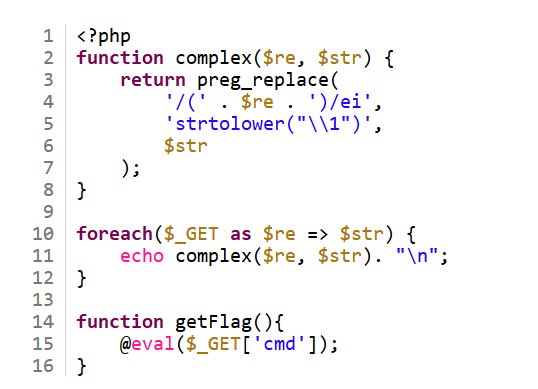 1 <?php
2 function complex($re, $str) {
3     return preg_replace(
4         '/(' . $re . ')/ei',
5         'strtolower("\\1")',
6         $str
7     );
8 }
9
10 foreach($_GET as $re => $str) {
11     echo complex($re, $str). "\n";
12 }
13
14 function getFlag(){
15     @eval($_GET['cmd']);
16 }